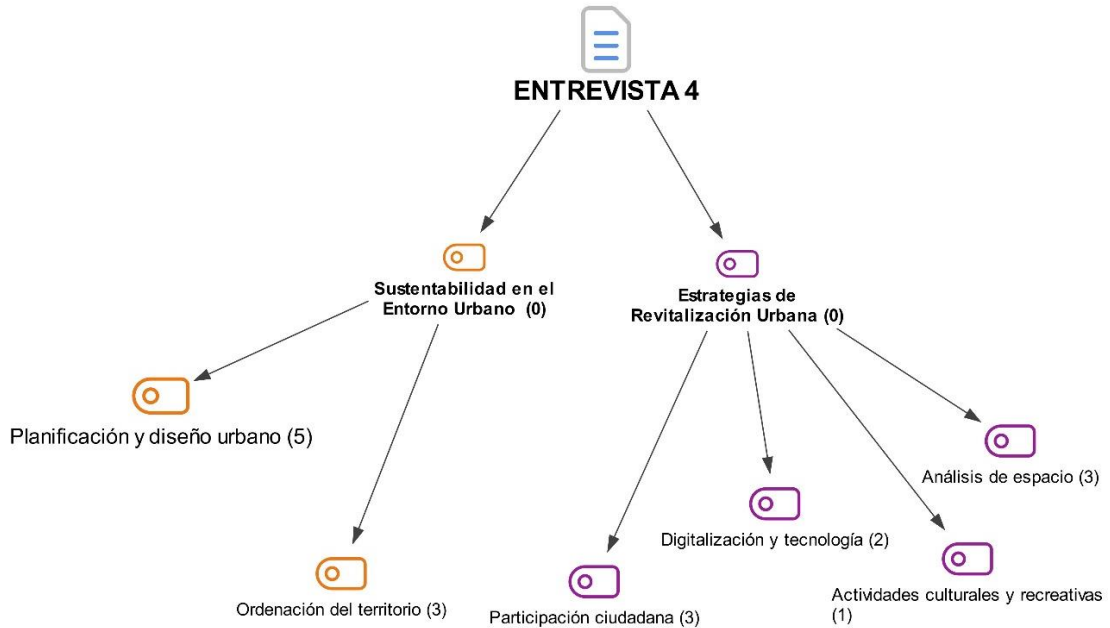 ENTREVISTA 4
Sustentabilidad en el
Entorno Urbano (0)
Estrategias de
Revitalización Urbana (0)
Planificación y diseño urbano (5)
Análisis de espacio (3)
Digitalización y tecnología (2)
Ordenación del territorio (3)
Participación ciudadana (3)
Actividades culturales y recreativas
(1)